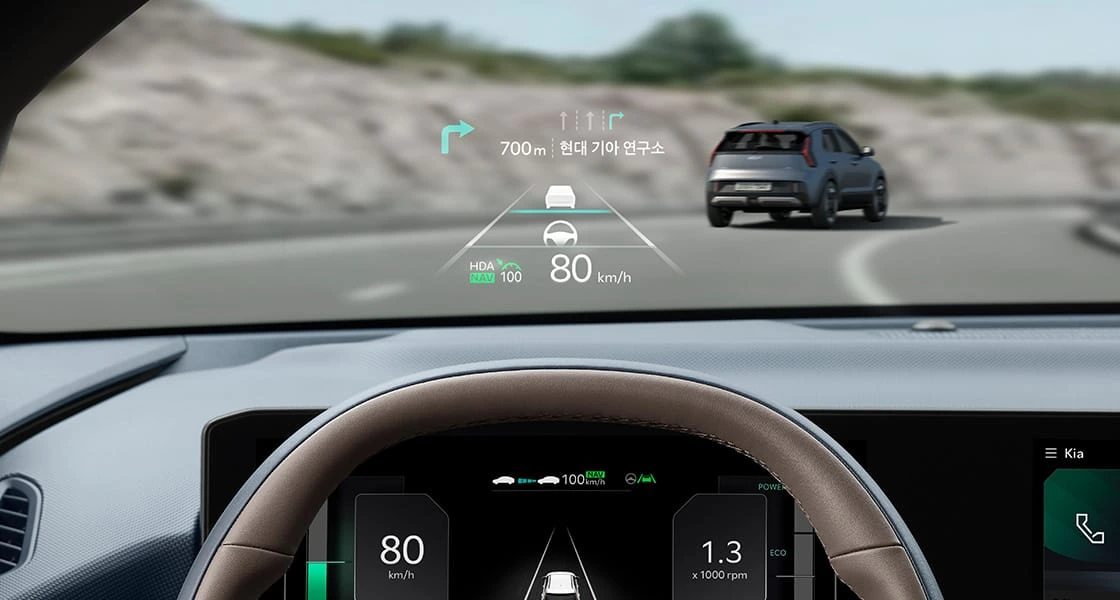 700m 현대 기아 연구소
HDA
NAV 100
80 km/h
Kia
NAV
100 km/h
POWER
80
km/h
1.3
x 1000 rpm
ECO